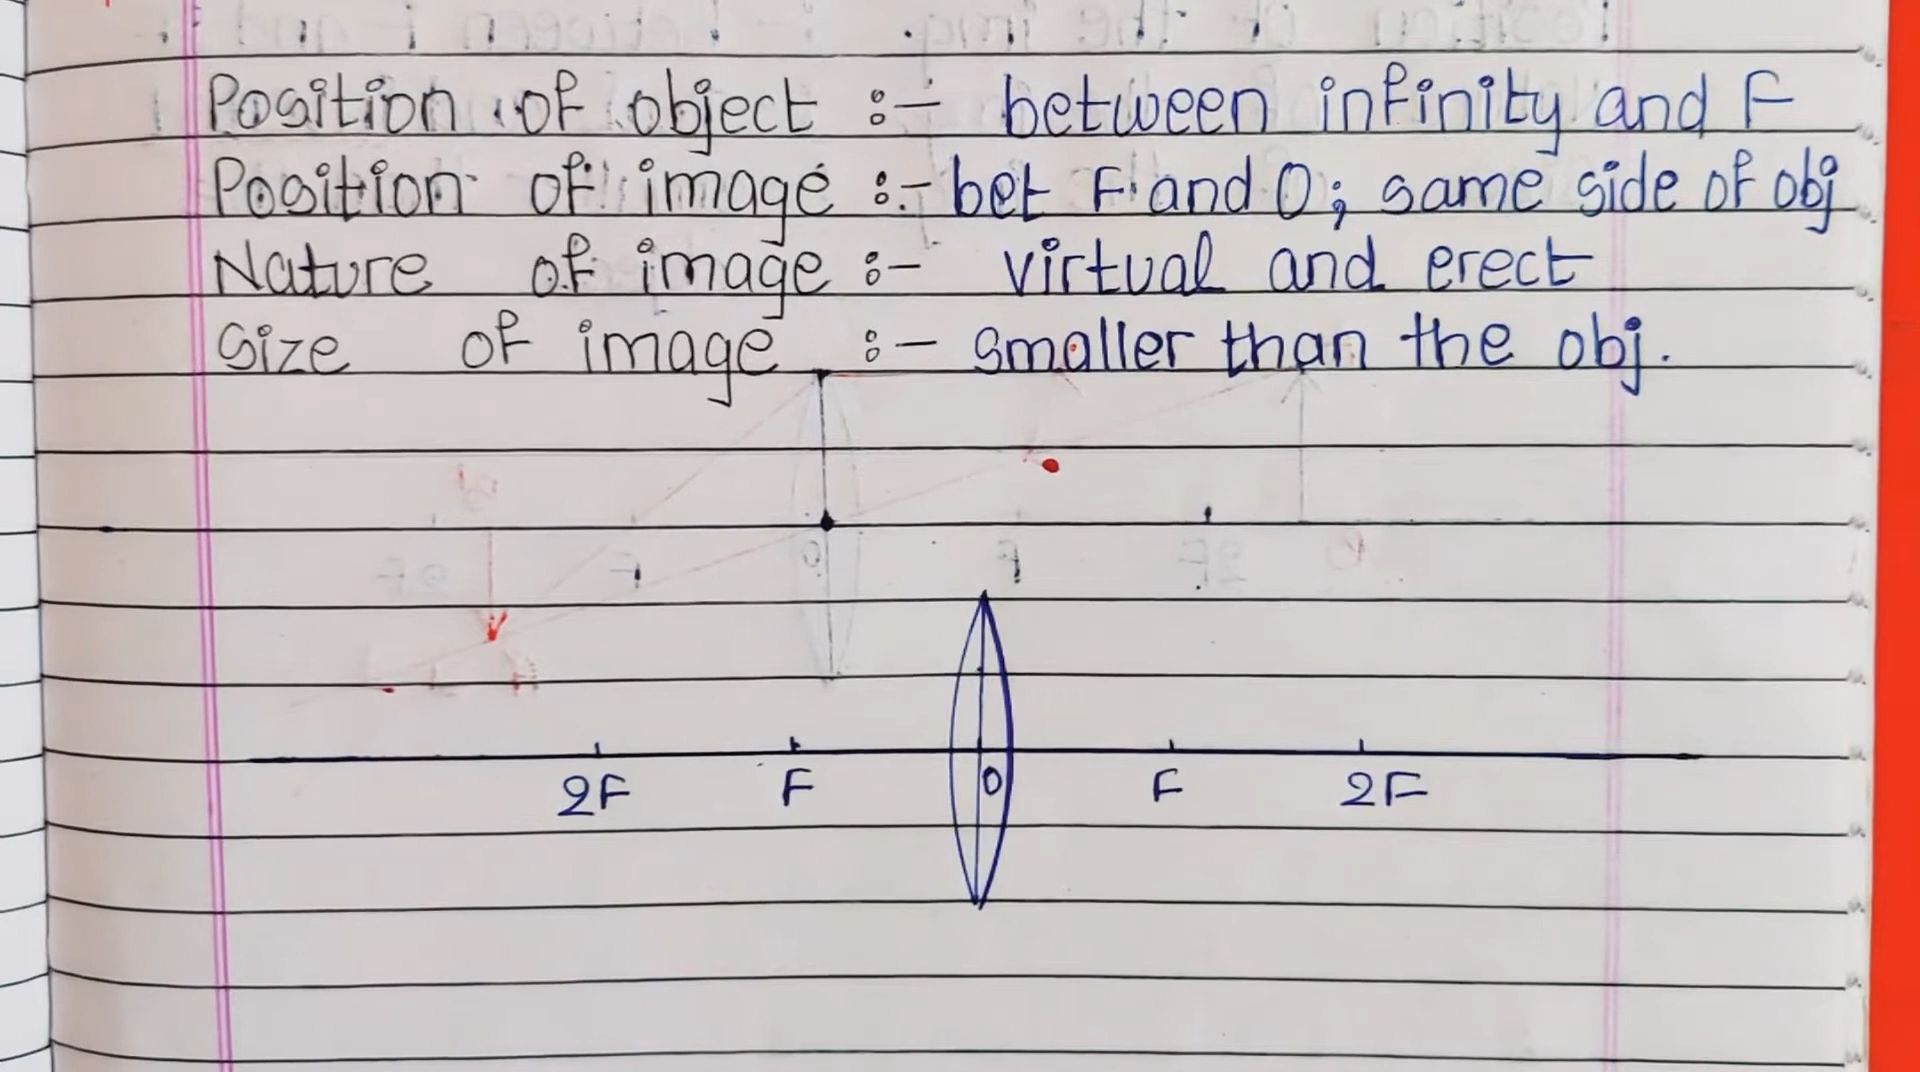 Position of object :- between infinity and F
Position of image :- bet F and O; same side of obj
Nature of image :- virtual and erect
Size of image :- smaller than the obj.
2F F O F 2F